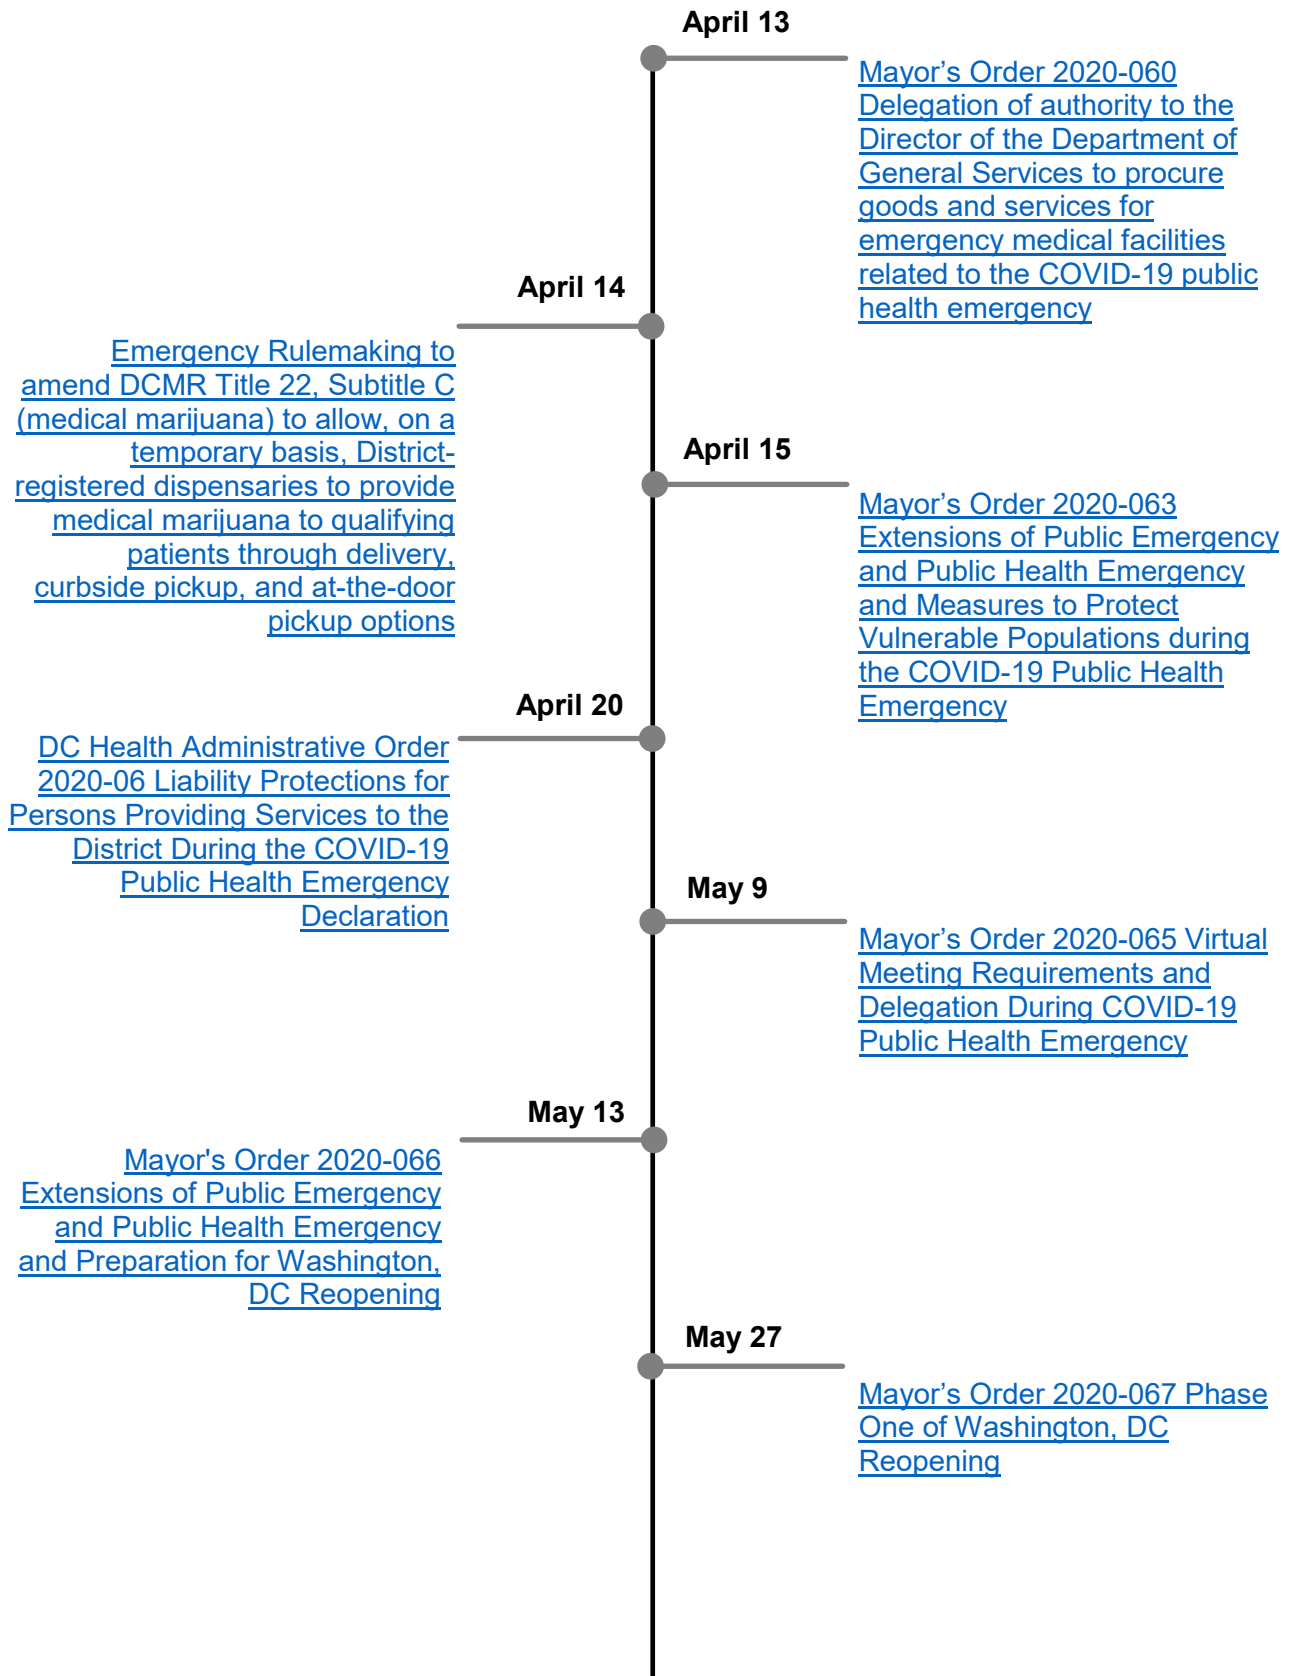 April 13
Mayor’s Order 2020-060
Delegation of authority to the
Director of the Department of
General Services to procure
goods and services for
emergency medical facilities
related to the COVID-19 public
health emergency
April 14
Emergency Rulemaking to
amend DCMR Title 22, Subtitle C
(medical marijuana) to allow, on a
temporary basis, District-
registered dispensaries to provide
medical marijuana to qualifying
patients through delivery,
curbside pickup, and at-the-door
pickup options
April 15
Mayor’s Order 2020-063
Extensions of Public Emergency
and Public Health Emergency
and Measures to Protect
Vulnerable Populations during
the COVID-19 Public Health
Emergency
April 20
DC Health Administrative Order
2020-06 Liability Protections for
Persons Providing Services to the
District During the COVID-19
Public Health Emergency
Declaration
May 9
Mayor’s Order 2020-065 Virtual
Meeting Requirements and
Delegation During COVID-19
Public Health Emergency
May 13
Mayor's Order 2020-066
Extensions of Public Emergency
and Public Health Emergency
and Preparation for Washington,
DC Reopening
May 27
Mayor’s Order 2020-067 Phase
One of Washington, DC
Reopening